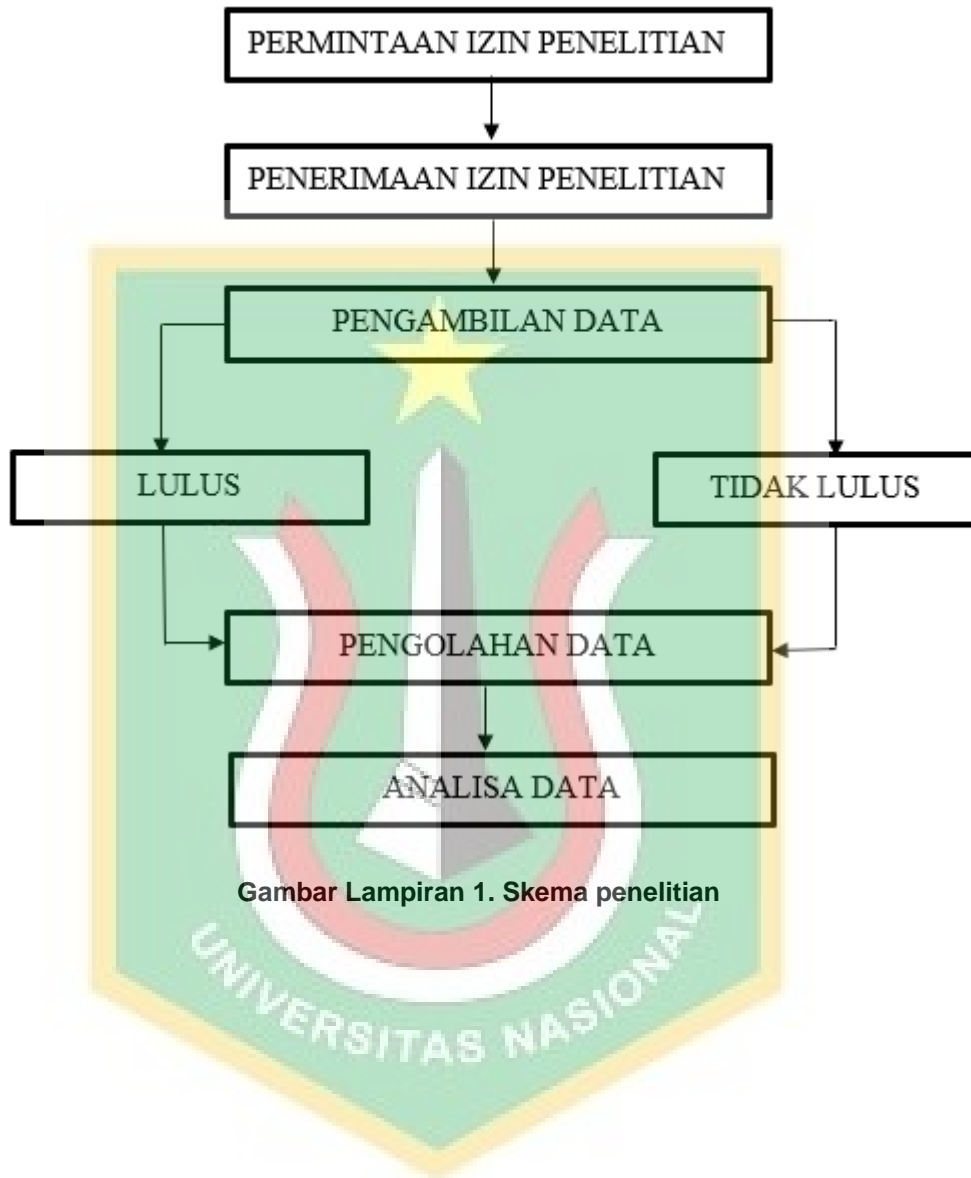 PERMINTAAN IZIN PENELITIAN
PENERIMAAN IZIN PENELITIAN
PENGAMBILAN DATA
LULUS
TIDAK LULUS
PENGOLAHAN DATA
ANALISA DATA
Gambar Lampiran 1. Skema penelitian
UNIVERSITAS NASIONAL